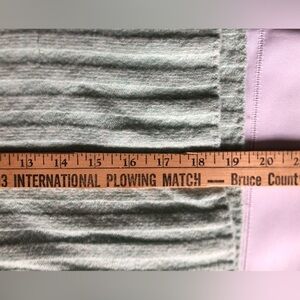 13 14 15 16 17 18 19 20
3 INTERNATIONAL PLOWING MATCH — Bruce Count